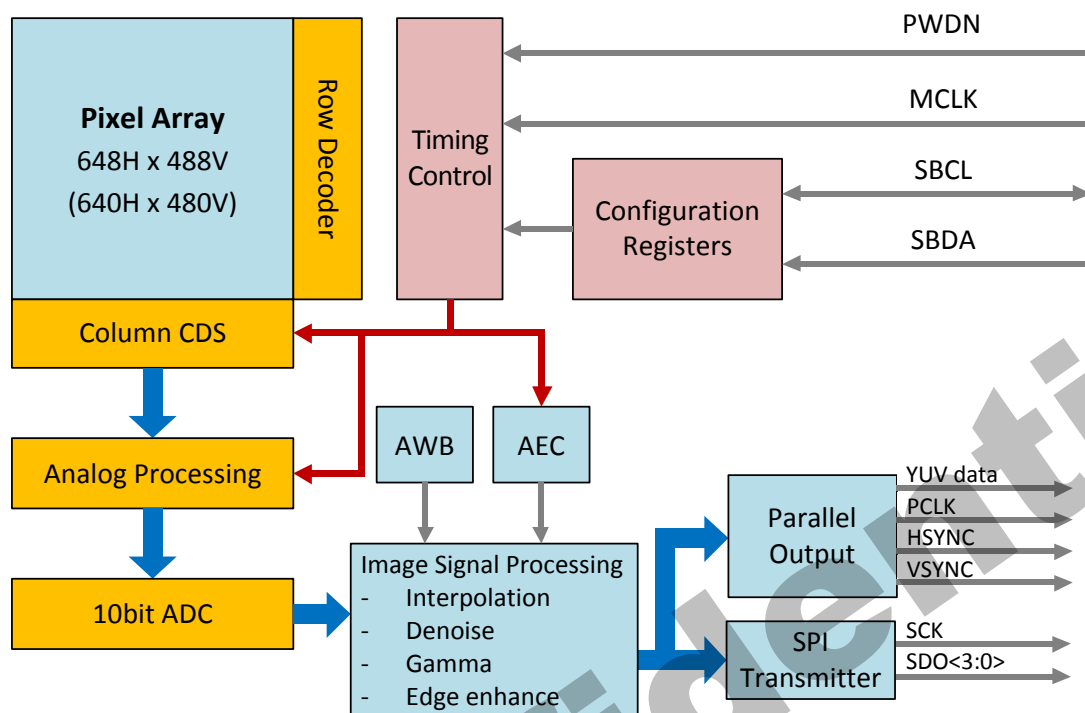 Pixel Array
648H x 488V
(640H x 480V)
Row Decoder
Column CDS
Timing
Control
Configuration
Registers
PWDN
MCLK
SBCL
SBDA
Analog Processing
10bit ADC
AWB
AEC
Image Signal Processing
- Interpolation
- Denoise
- Gamma
- Edge enhance
Parallel
Output
YUV data
PCLK
HSYNC
VSYNC
SPI
Transmitter
SCK
SDO<3:0>